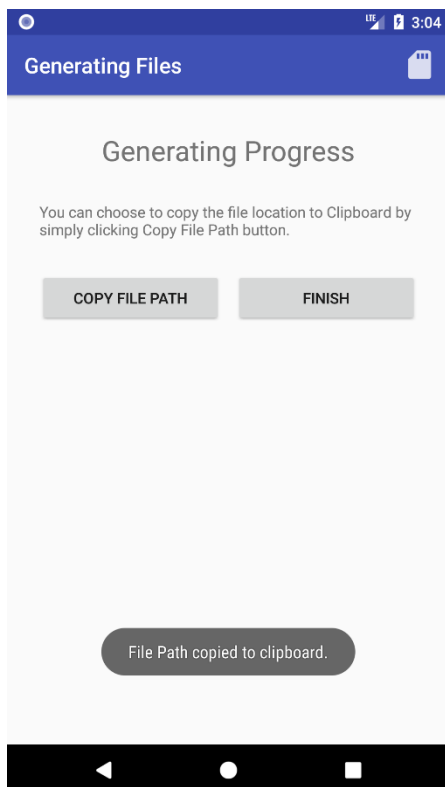 LTE 3:04
Generating Files
Generating Progress
You can choose to copy the file location to Clipboard by
simply clicking Copy File Path button.
COPY FILE PATH FINISH
File Path copied to clipboard.